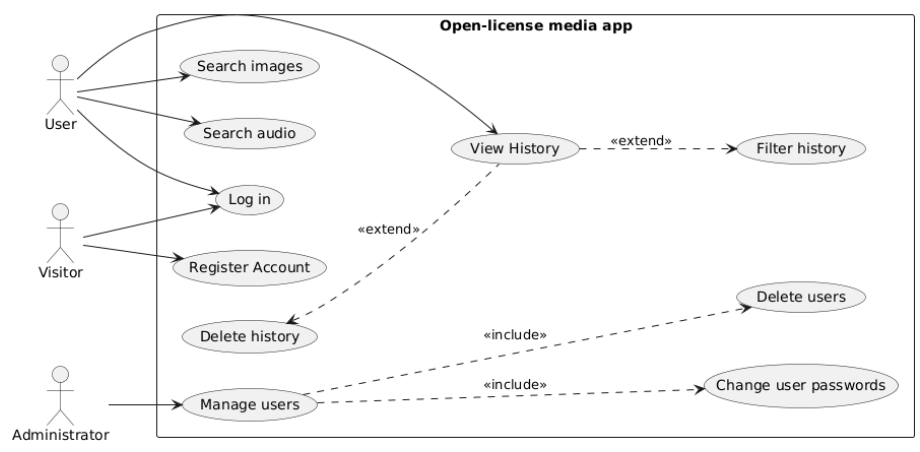 Open-license media app
User
Search images
Search audio
View History
«extend»
Filter history
Log in
Visitor
«extend»
Register Account
Delete users
Delete history
«include»
«include»
Change user passwords
Manage users
Administrator